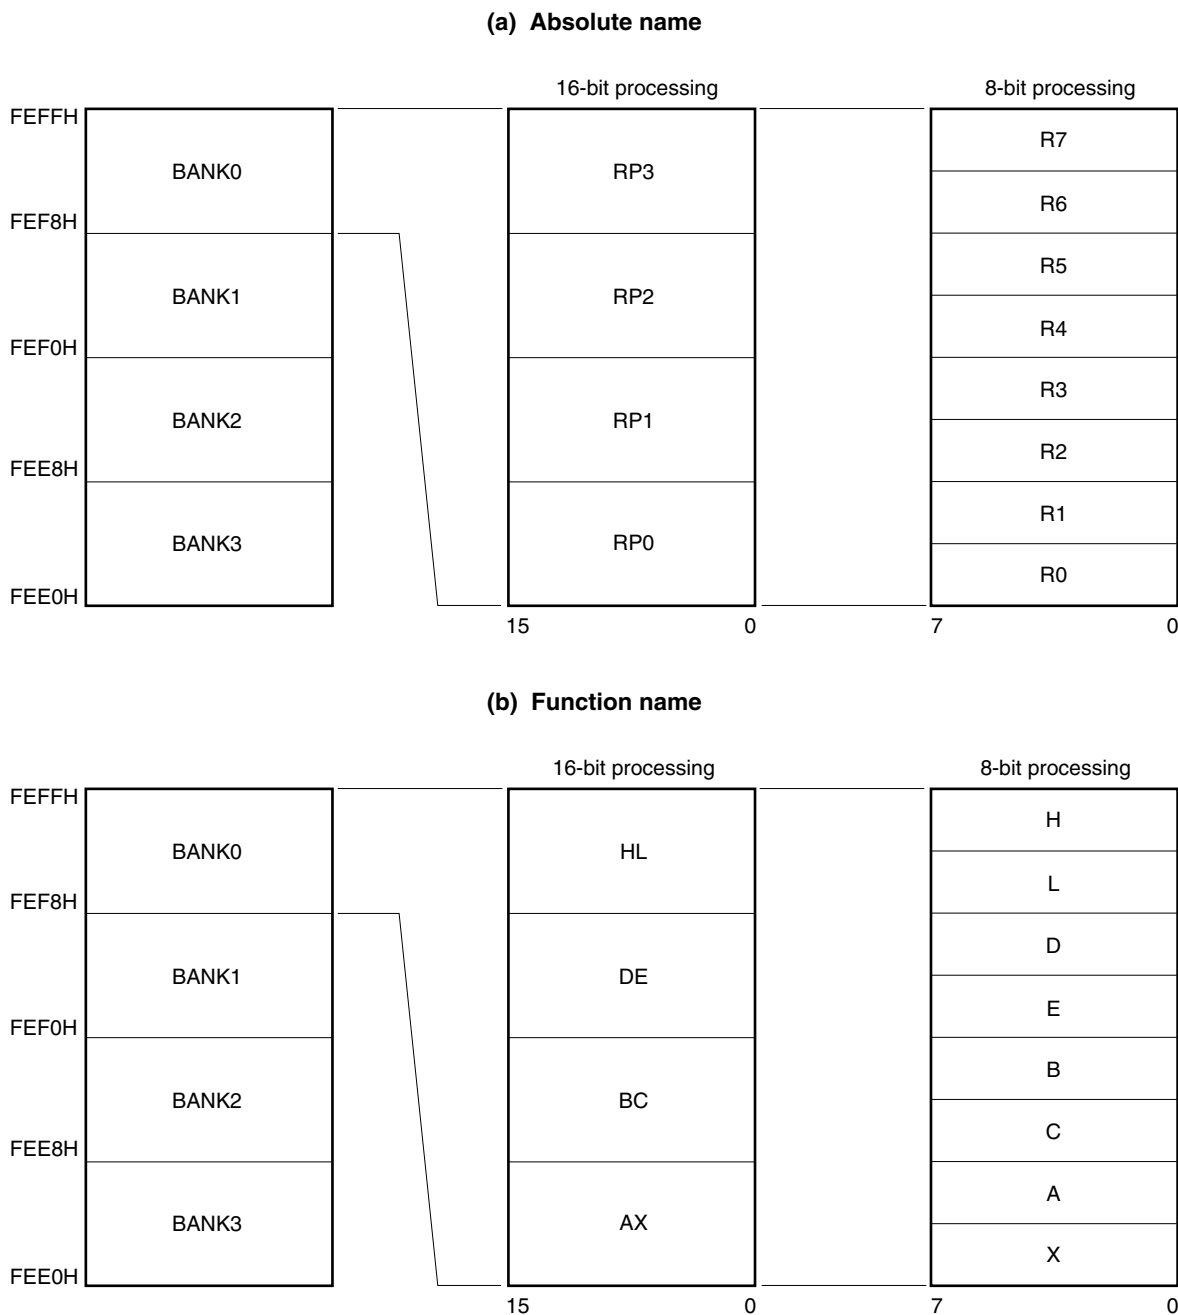 (a) Absolute name
16-bit processing 8-bit processing
FEFFH
R7
BANK0 RP3
R6
FEF8H
R5
BANK1 RP2
R4
FEF0H
R3
BANK2 RP1
R2
FEE8H
R1
BANK3 RP0
R0
FEE0H
15 0 7 0
(b) Function name
16-bit processing 8-bit processing
FEFFH
H
BANK0 HL
L
FEF8H
D
BANK1 DE
E
FEF0H
B
BANK2 BC
C
FEE8H
A
BANK3 AX
X
FEE0H
15 0 7 0